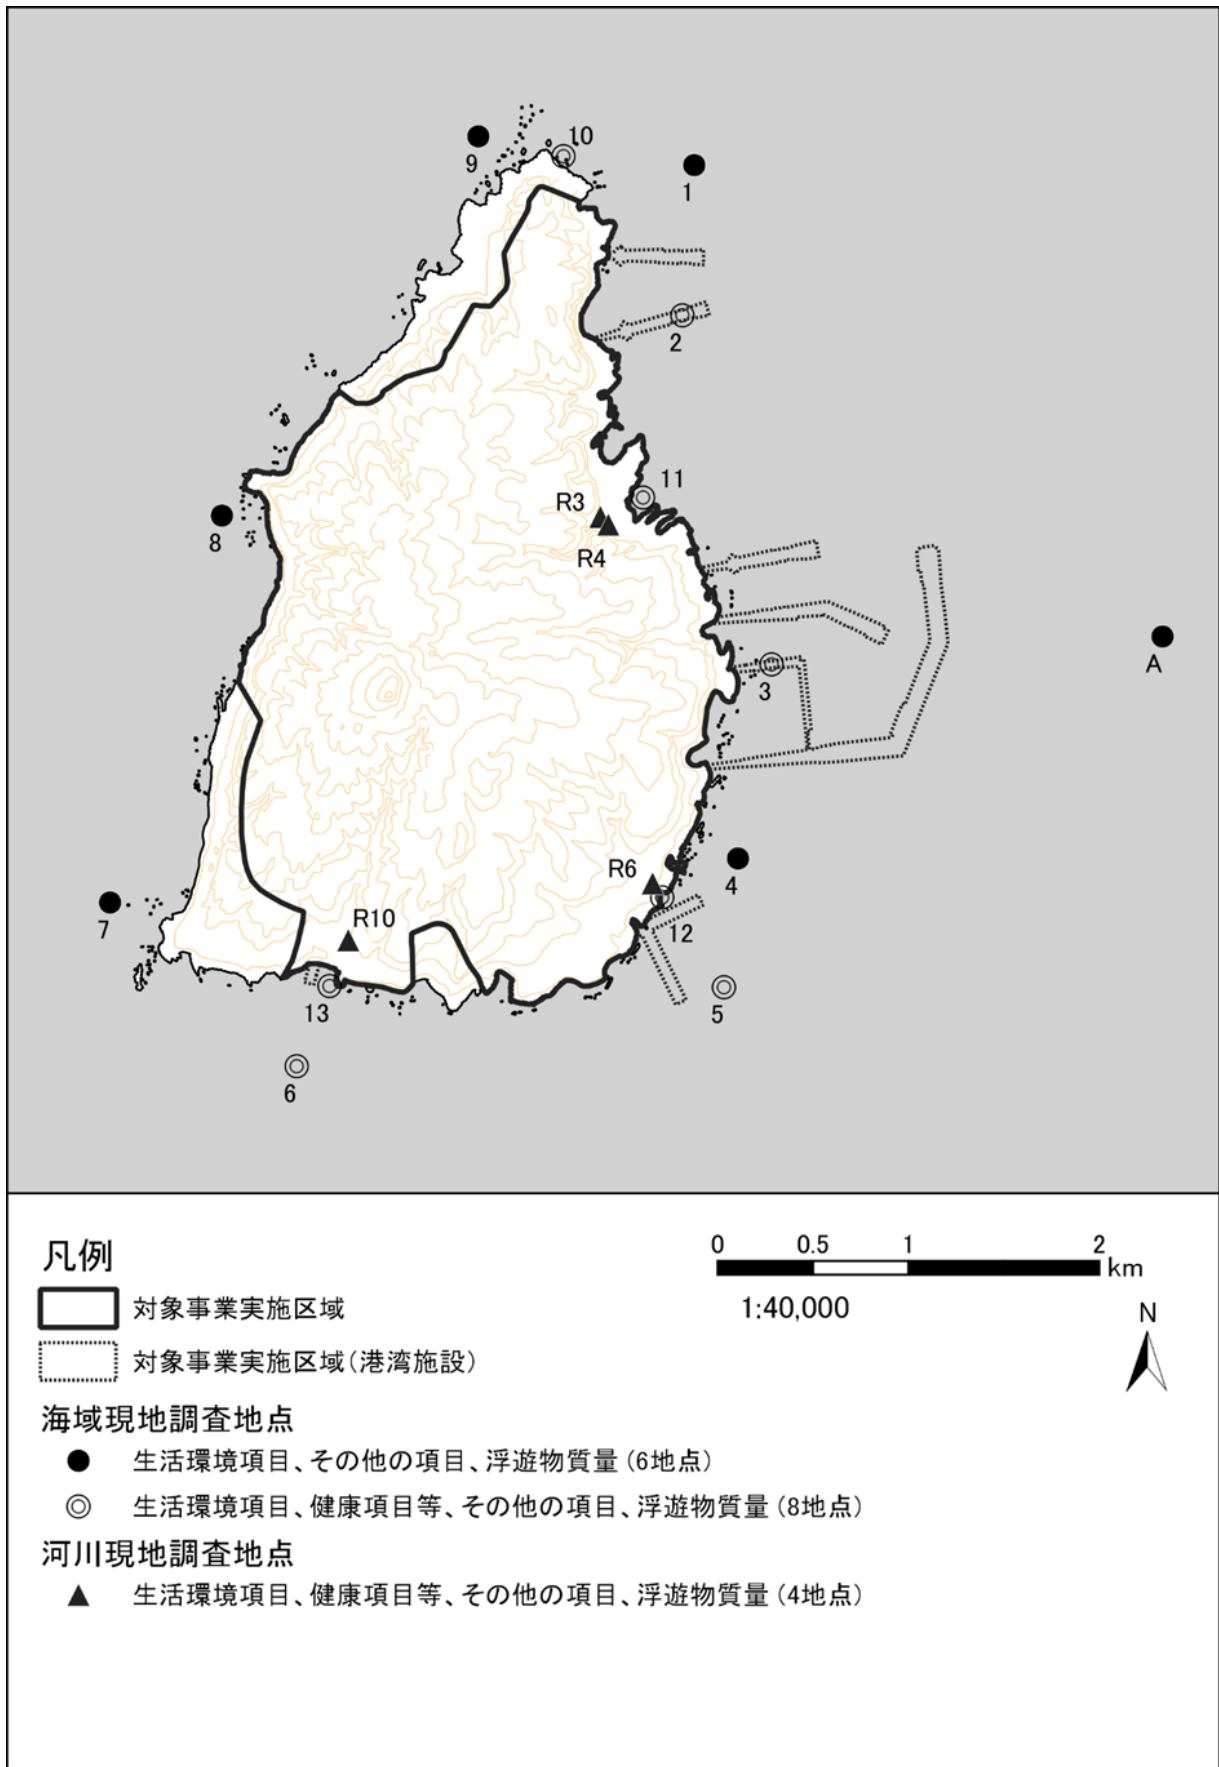 10
9
1
2
11
R3
R4
8
A
3
R6
4
7
R10
12
13
5
6
凡例
対象事業実施区域
対象事業実施区域(港湾施設)
海域現地調査地点
生活環境項目、その他の項目、浮遊物質量(6地点)
生活環境項目、健康項目等、その他の項目、浮遊物質量(8地点)
河川現地調査地点
生活環境項目、健康項目等、その他の項目、浮遊物質量(4地点)
0 0.5 1 2
km
1:40,000
N